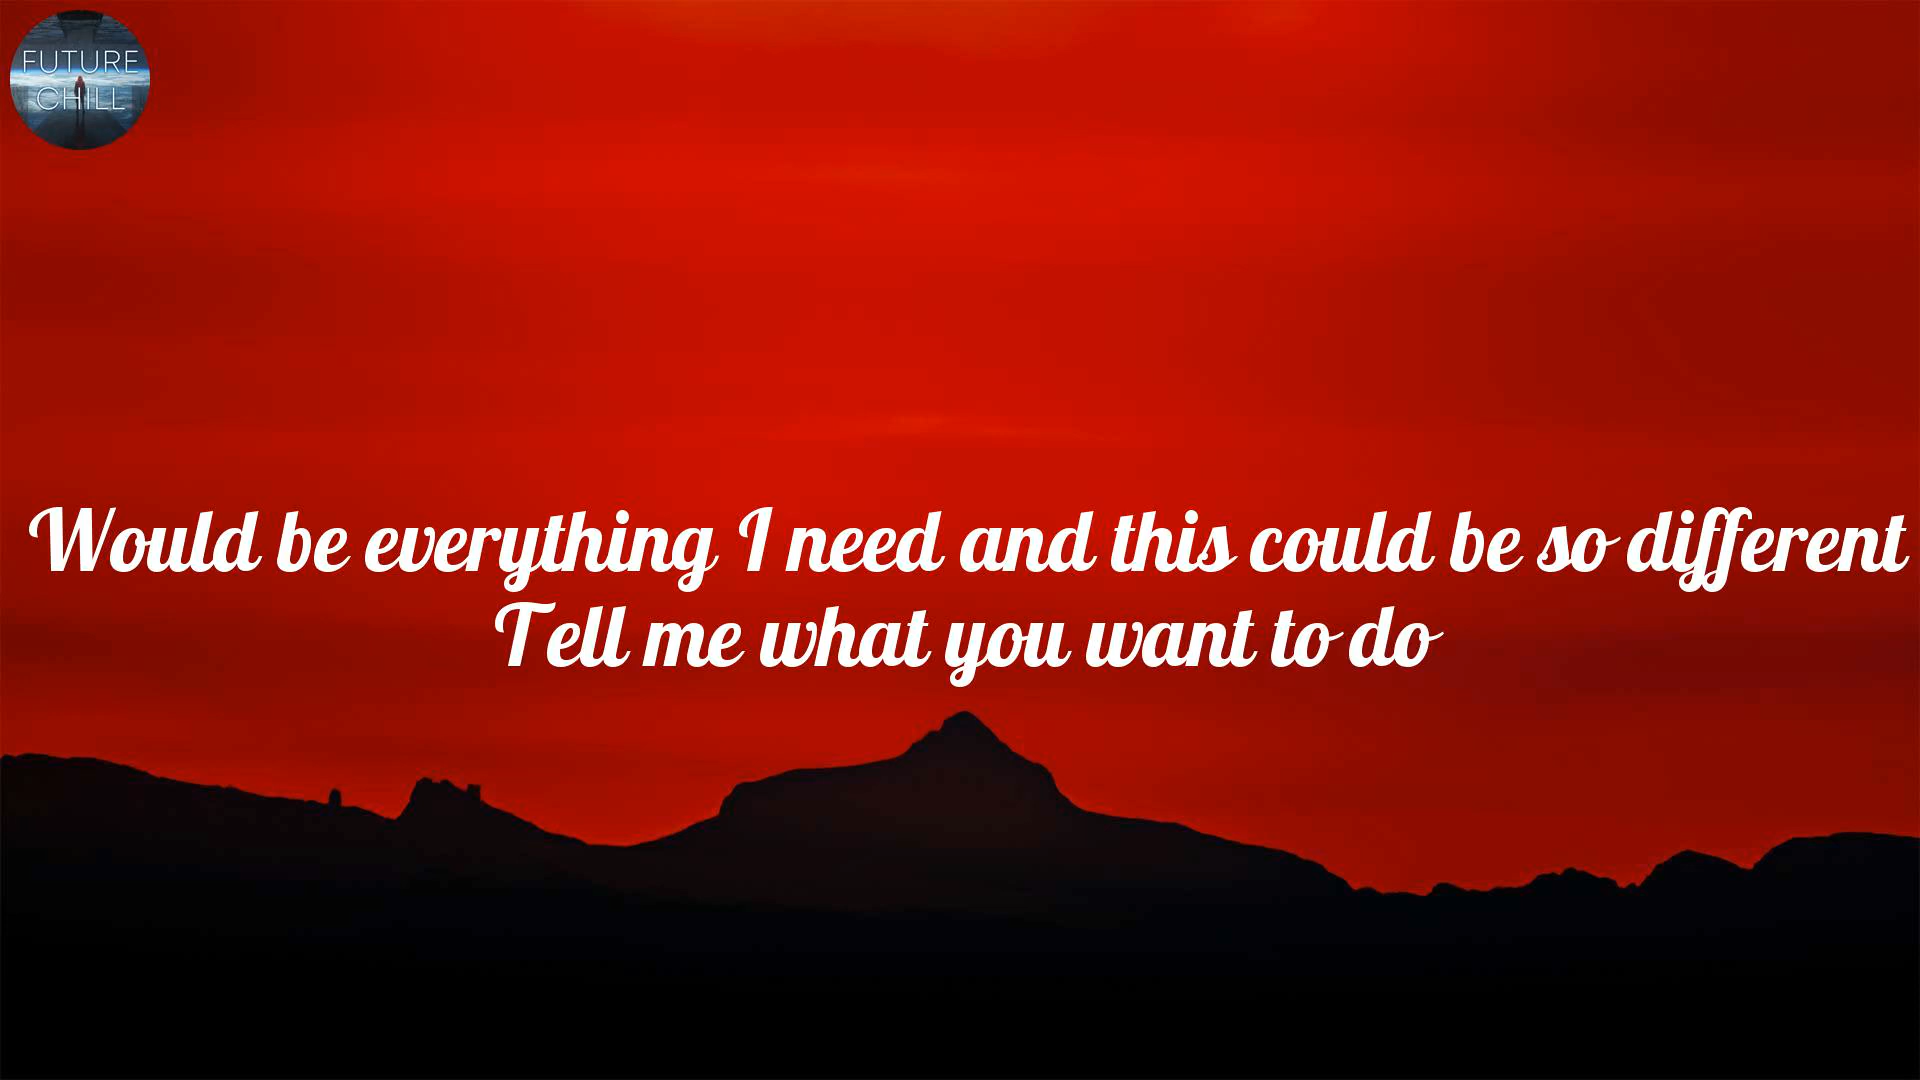 FUTURE
CHILL
Would be everything I need and this could be so different
Tell me what you want to do